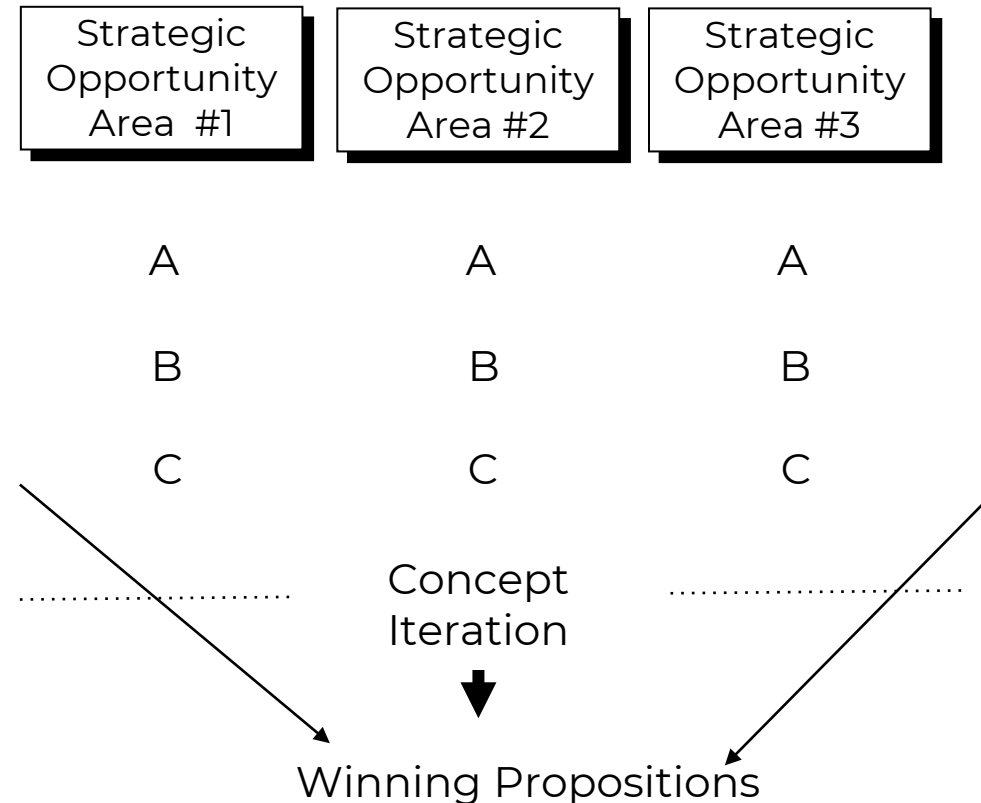 Strategic
Opportunity
Area #1
Strategic
Opportunity
Area #2
Strategic
Opportunity
Area #3
A A A
B B B
C C C
Concept
Iteration
Winning Propositions